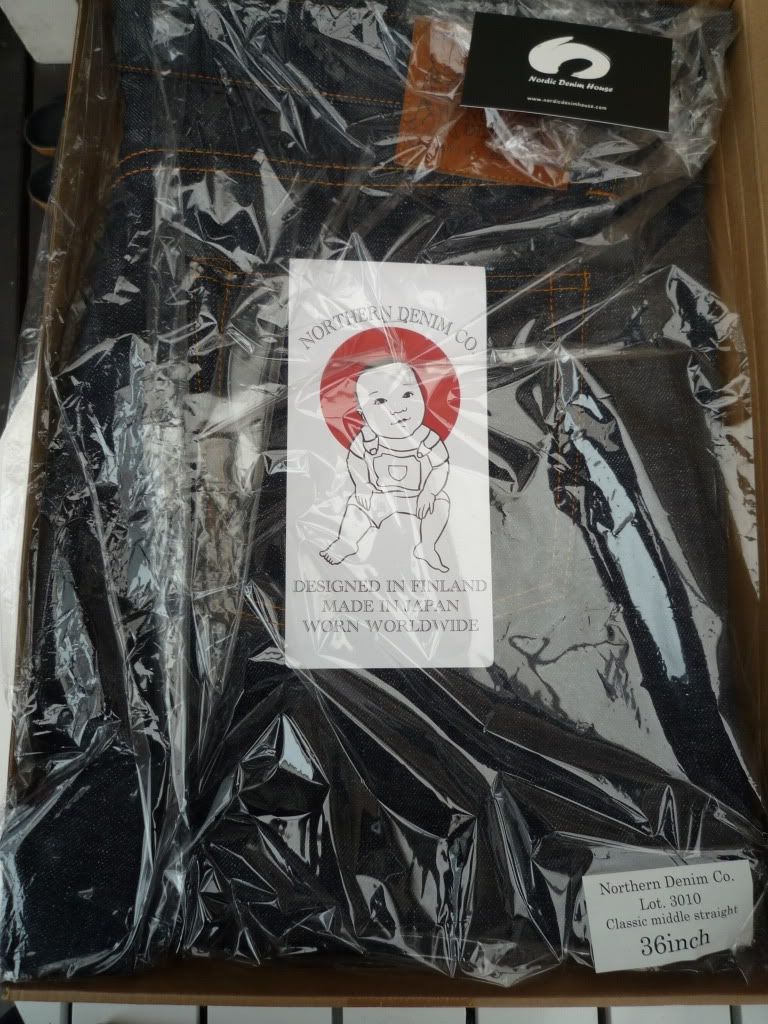 Nordic Denim House
www.nordicdenimhouse.com
NORTHERN DENIM CO.
DESIGNED IN FINLAND
MADE IN JAPAN
WORN WORLDWIDE
Northern Denim Co.
Lot. 3010
Classic middle straight
36inch